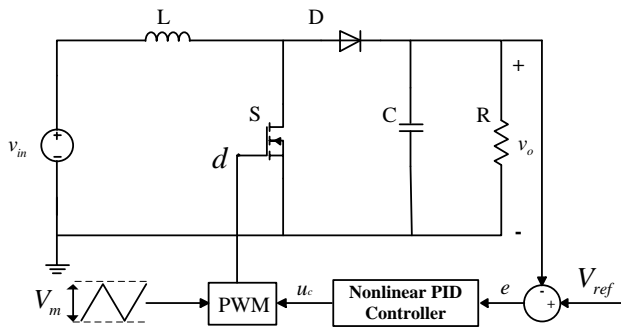 L
D
+
S
C
R
v_in
+
−
d
v_o
-
V_m
PWM
u_c
Nonlinear PID
Controller
e
-
+
V_ref